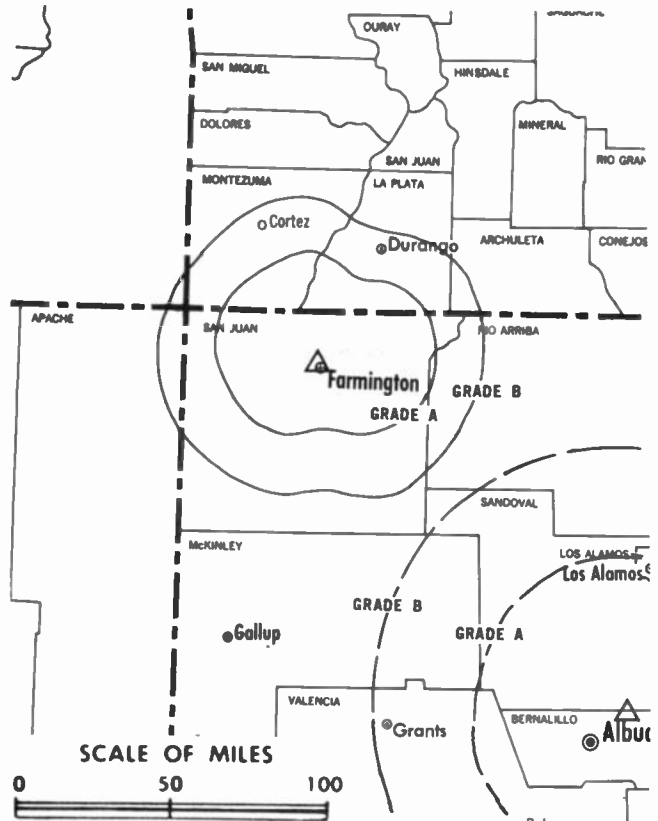 OURAY
SAGUACHE
SAN MIGUEL
HINSDALE
DOLORES
MINERAL
SAN JUAN
RIO GRAN
MONTEZUMA
LA PLATA
Cortez
Durango
ARCHULETA
CONEJOS
APACHE
SAN JUAN
RIO ARRIBA
Farmington
GRADE B
GRADE A
SANDOVAL
McKINLEY
LOS ALAMOS
Los Alamos
GRADE B
GRADE A
Gallup
VALENCIA
BERNALILLO
Grants
Albuq
SCALE OF MILES
0 50 100